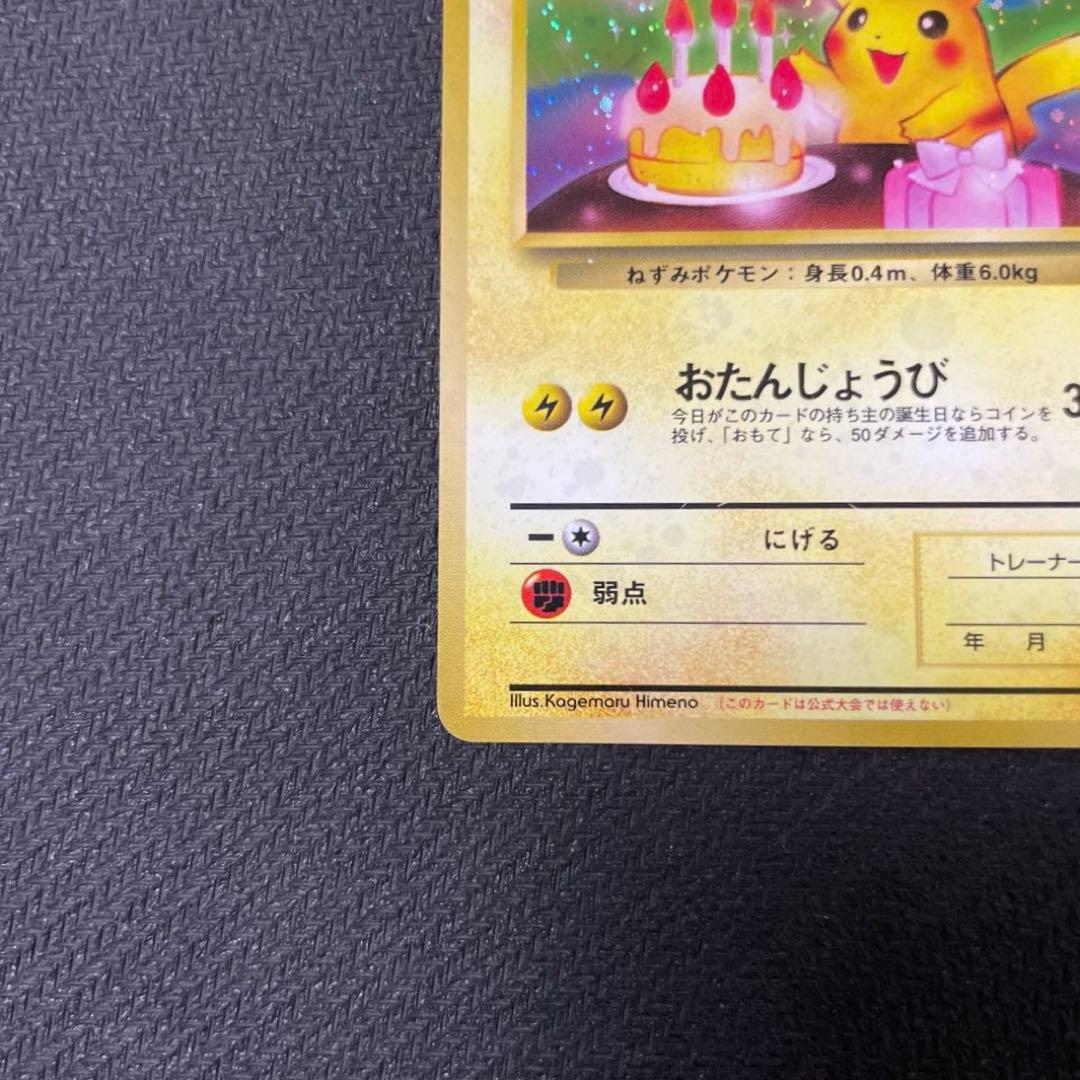 ねずみポケモン：身長0.4m、体重6.0kg
おたんじょうび 3
今日がこのカードの持ち主の誕生日ならコインを
投げ、「おもて」なら、50ダメージを追加する。
にげる
トレーナー
弱点
年 月
Illus.Kagemaru Himeno （このカードは公式大会では使えない）